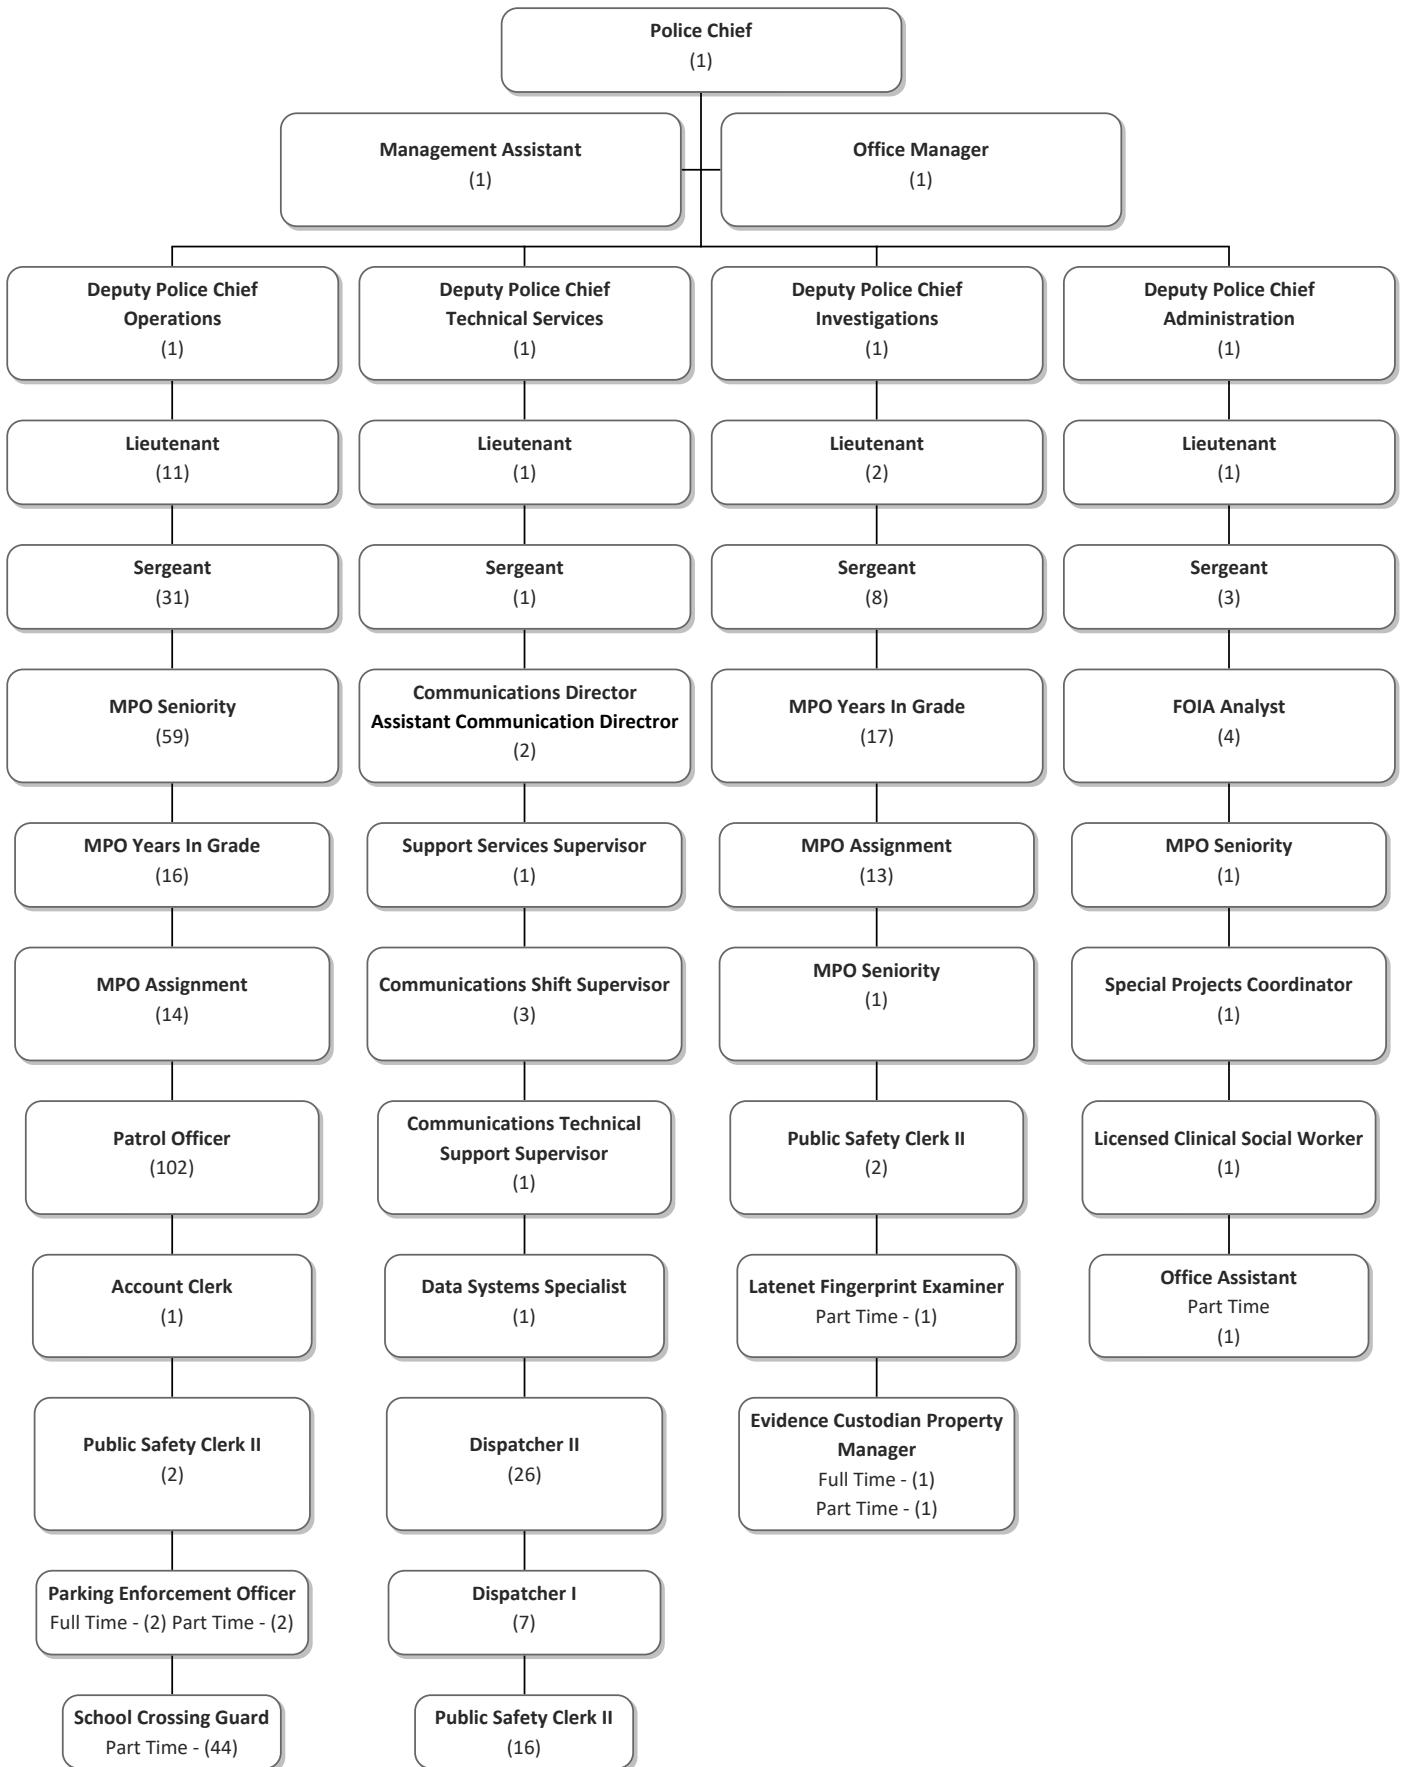 Police Chief
(1)
Management Assistant
(1)
Office Manager
(1)
Deputy Police Chief
Operations
(1)
Deputy Police Chief
Technical Services
(1)
Deputy Police Chief
Investigations
(1)
Deputy Police Chief
Administration
(1)
Lieutenant
(11)
Lieutenant
(1)
Lieutenant
(2)
Lieutenant
(1)
Sergeant
(31)
Sergeant
(1)
Sergeant
(8)
Sergeant
(3)
MPO Seniority
(59)
Communications Director
Assistant Communication Directror
(2)
MPO Years In Grade
(17)
FOIA Analyst
(4)
MPO Years In Grade
(16)
Support Services Supervisor
(1)
MPO Assignment
(13)
MPO Seniority
(1)
MPO Assignment
(14)
Communications Shift Supervisor
(3)
MPO Seniority
(1)
Special Projects Coordinator
(1)
Patrol Officer
(102)
Communications Technical
Support Supervisor
(1)
Public Safety Clerk II
(2)
Licensed Clinical Social Worker
(1)
Account Clerk
(1)
Data Systems Specialist
(1)
Latenet Fingerprint Examiner
Part Time - (1)
Office Assistant
Part Time
(1)
Public Safety Clerk II
(2)
Dispatcher II
(26)
Evidence Custodian Property
Manager
Full Time - (1)
Part Time - (1)
Parking Enforcement Officer
Full Time - (2) Part Time - (2)
Dispatcher I
(7)
School Crossing Guard
Part Time - (44)
Public Safety Clerk II
(16)